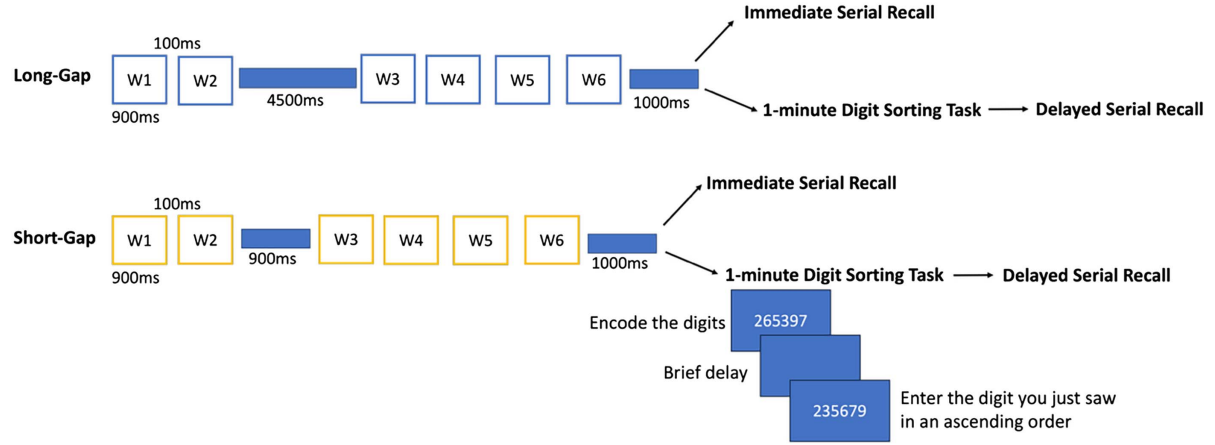 Immediate Serial Recall
100ms
Long-Gap
W1
W2
W3
W4
W5
W6
4500ms
1000ms
900ms
1-minute Digit Sorting Task
Delayed Serial Recall
Immediate Serial Recall
100ms
Short-Gap
W1
W2
W3
W4
W5
W6
900ms
900ms
1000ms
1-minute Digit Sorting Task
Delayed Serial Recall
Encode the digits
265397
Brief delay
235679
Enter the digit you just saw
in an ascending order